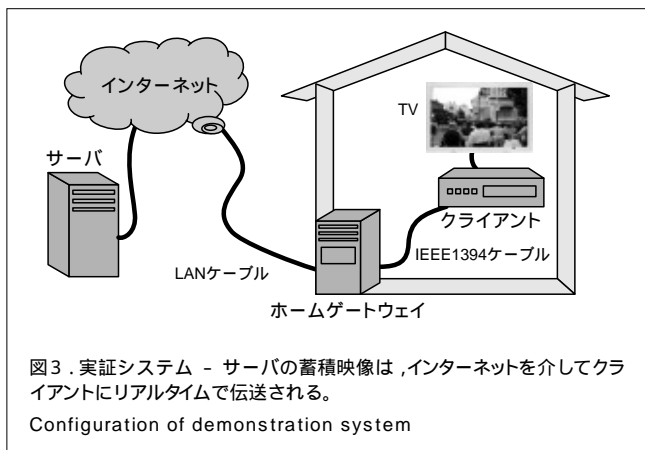 インターネット
TV
サーバ
クライアント
LANケーブル
IEEE1394ケーブル
ホームゲートウェイ
図3.実証システム － サーバの蓄積映像は,インターネットを介してクラ
イアントにリアルタイムで伝送される。
Configuration of demonstration system